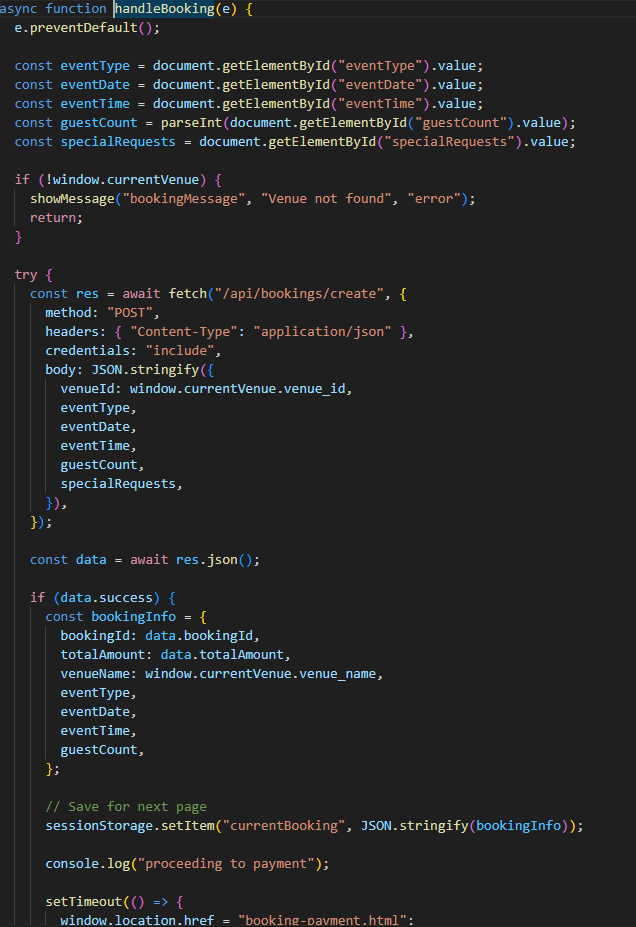 async function handleBooking(e) {
  e.preventDefault();

  const eventType = document.getElementById("eventType").value;
  const eventDate = document.getElementById("eventDate").value;
  const eventTime = document.getElementById("eventTime").value;
  const guestCount = parseInt(document.getElementById("guestCount").value);
  const specialRequests = document.getElementById("specialRequests").value;

  if (!window.currentVenue) {
    showMessage("bookingMessage", "Venue not found", "error");
    return;
  }

  try {
    const res = await fetch("/api/bookings/create", {
      method: "POST",
      headers: { "Content-Type": "application/json" },
      credentials: "include",
      body: JSON.stringify({
        venueId: window.currentVenue.venue_id,
        eventType,
        eventDate,
        eventTime,
        guestCount,
        specialRequests,
      }),
    });

    const data = await res.json();

    if (data.success) {
      const bookingInfo = {
        bookingId: data.bookingId,
        totalAmount: data.totalAmount,
        venueName: window.currentVenue.venue_name,
        eventType,
        eventDate,
        eventTime,
        guestCount,
      };

      // Save for next page
      sessionStorage.setItem("currentBooking", JSON.stringify(bookingInfo));

      console.log("proceeding to payment");

      setTimeout(() => {
        window.location.href = "booking-payment.html";